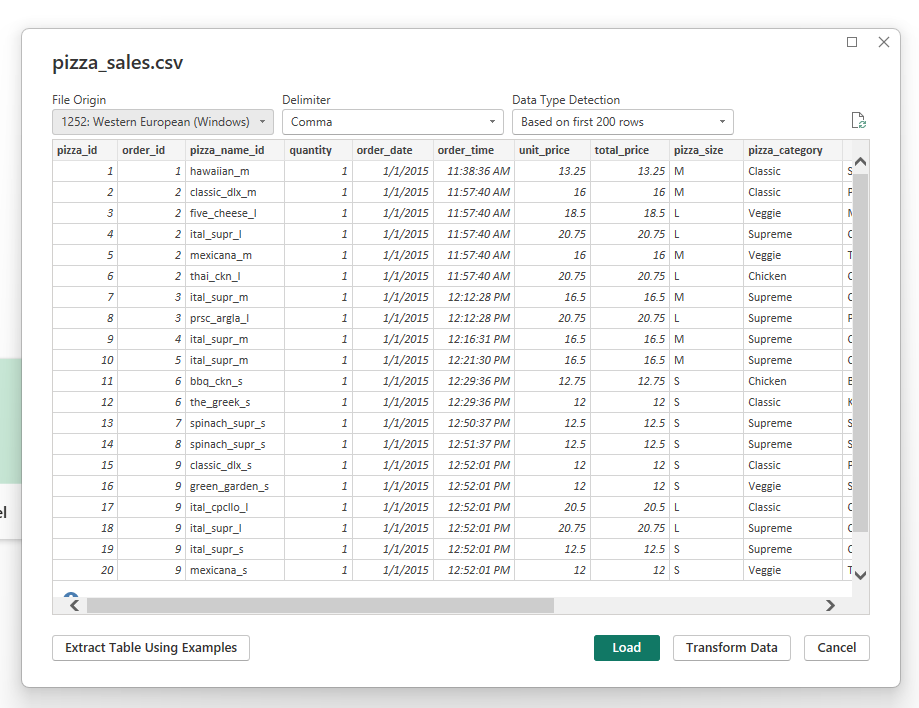 pizza_sales.csv
File Origin Delimiter Data Type Detection
1252: Western European (Windows) Comma Based on first 200 rows
pizza_id order_id pizza_name_id quantity order_date order_time unit_price total_price pizza_size pizza_category
1 1 hawaiian_m 1 1/1/2015 11:38:36 AM 13.25 13.25 M Classic S
2 2 classic_dlx_m 1 1/1/2015 11:57:40 AM 16 16 M Classic
3 2 five_cheese_l 1 1/1/2015 11:57:40 AM 18.5 18.5 L Veggie
4 2 ital_supr_l 1 1/1/2015 11:57:40 AM 20.75 20.75 L Supreme
5 2 mexicana_m 1 1/1/2015 11:57:40 AM 16 16 M Veggie
6 2 thai_ckn_l 1 1/1/2015 11:57:40 AM 20.75 20.75 L Chicken
7 3 ital_supr_m 1 1/1/2015 12:12:28 PM 16.5 16.5 M Supreme
8 3 prsc_argla_l 1 1/1/2015 12:12:28 PM 20.75 20.75 L Supreme
9 4 ital_supr_m 1 1/1/2015 12:16:31 PM 16.5 16.5 M Supreme
10 5 ital_supr_m 1 1/1/2015 12:21:30 PM 16.5 16.5 M Supreme
11 6 bbq_ckn_s 1 1/1/2015 12:29:36 PM 12.75 12.75 S Chicken
12 6 the_greek_s 1 1/1/2015 12:29:36 PM 12 12 S Classic
13 7 spinach_supr_s 1 1/1/2015 12:50:37 PM 12.5 12.5 S Supreme
14 8 spinach_supr_s 1 1/1/2015 12:51:37 PM 12.5 12.5 S Supreme
15 9 classic_dlx_s 1 1/1/2015 12:52:01 PM 12 12 S Classic
16 9 green_garden_s 1 1/1/2015 12:52:01 PM 12 12 S Veggie
17 9 ital_cpcllo_l 1 1/1/2015 12:52:01 PM 20.5 20.5 L Classic
18 9 ital_supr_l 1 1/1/2015 12:52:01 PM 20.75 20.75 L Supreme
19 9 ital_supr_s 1 1/1/2015 12:52:01 PM 12.5 12.5 S Supreme
20 9 mexicana_s 1 1/1/2015 12:52:01 PM 12 12 S Veggie
Extract Table Using Examples Load Transform Data Cancel